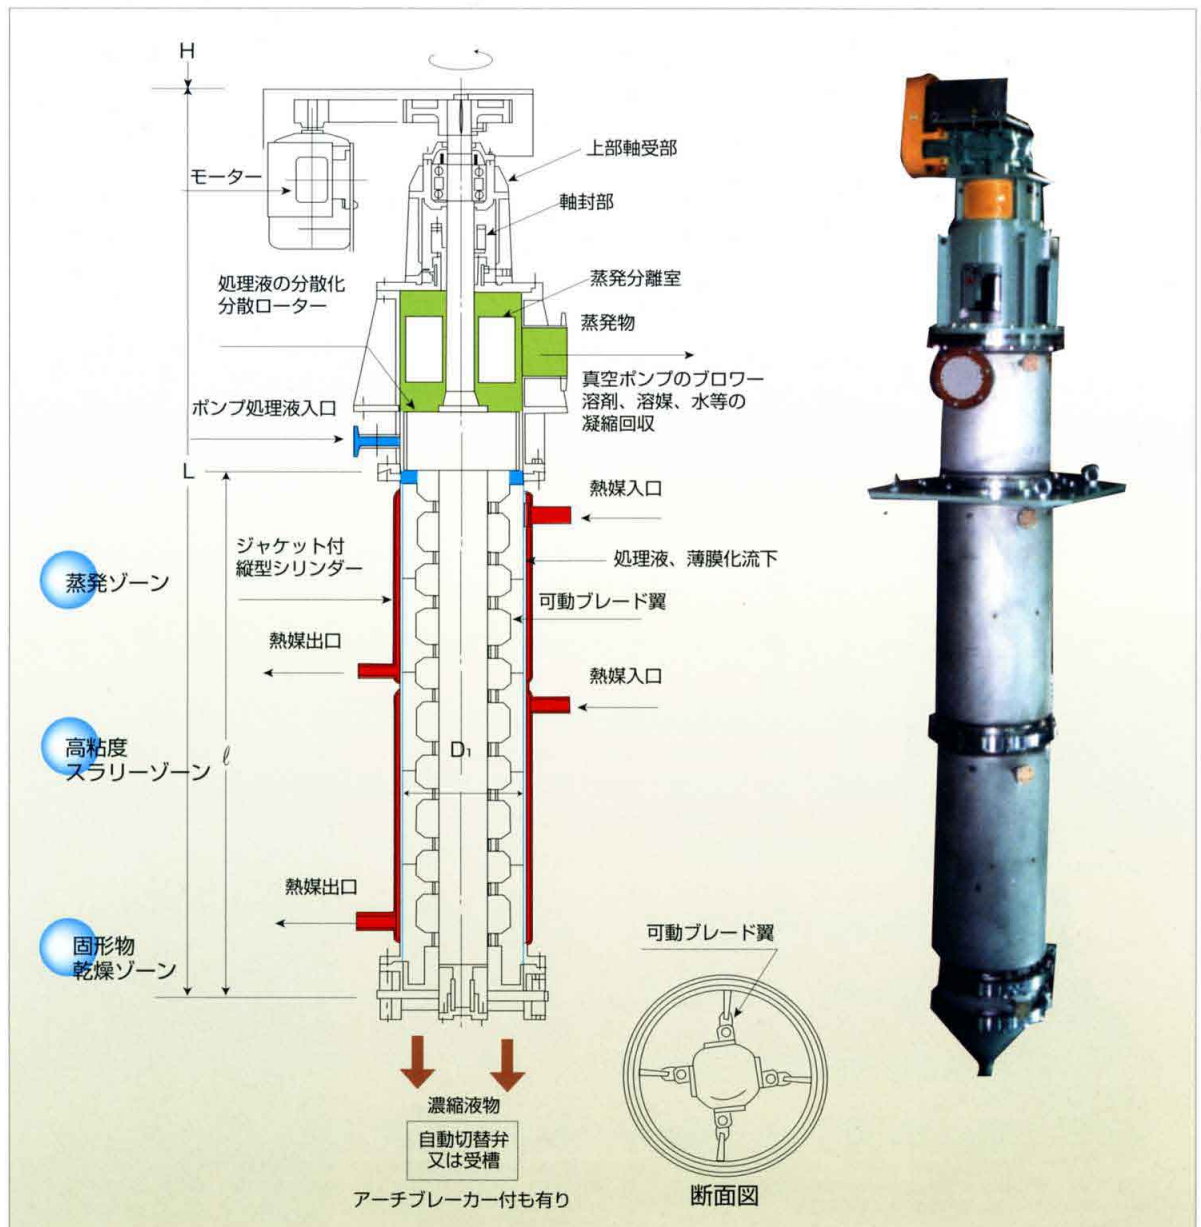 H
モーター
上部軸受部
軸封部
処理液の分散化
分散ローター
蒸発分離室
蒸発物
真空ポンプのブロワー
溶剤、溶媒、水等の
凝縮回収
ポンプ処理液入口
L
熱媒入口
ジャケット付
縦型シリンダー
処理液、薄膜化流下
蒸発ゾーン
可動ブレード翼
熱媒出口
熱媒入口
高粘度
スラリーゾーン
ℓ
D1
熱媒出口
固形物
乾燥ゾーン
可動ブレード翼
濃縮液物
自動切替弁
又は受槽
アーチブレーカー付も有り
断面図